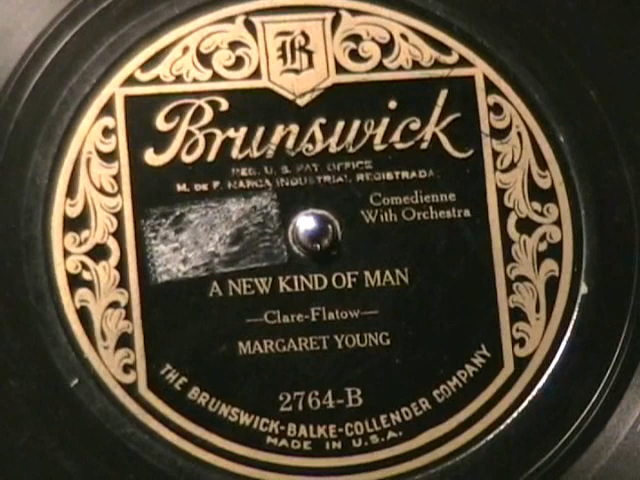 B
Brunswick
REG. U. S. PAT. OFFICE
M. DE F. MARCA INDUSTRIAL REGISTRADA
Comedienne
With Orchestra
A NEW KIND OF MAN
—Clare-Flatow—
MARGARET YOUNG
2764-B
THE BRUNSWICK-BALKE-COLLENDER COMPANY
MADE IN U.S.A.